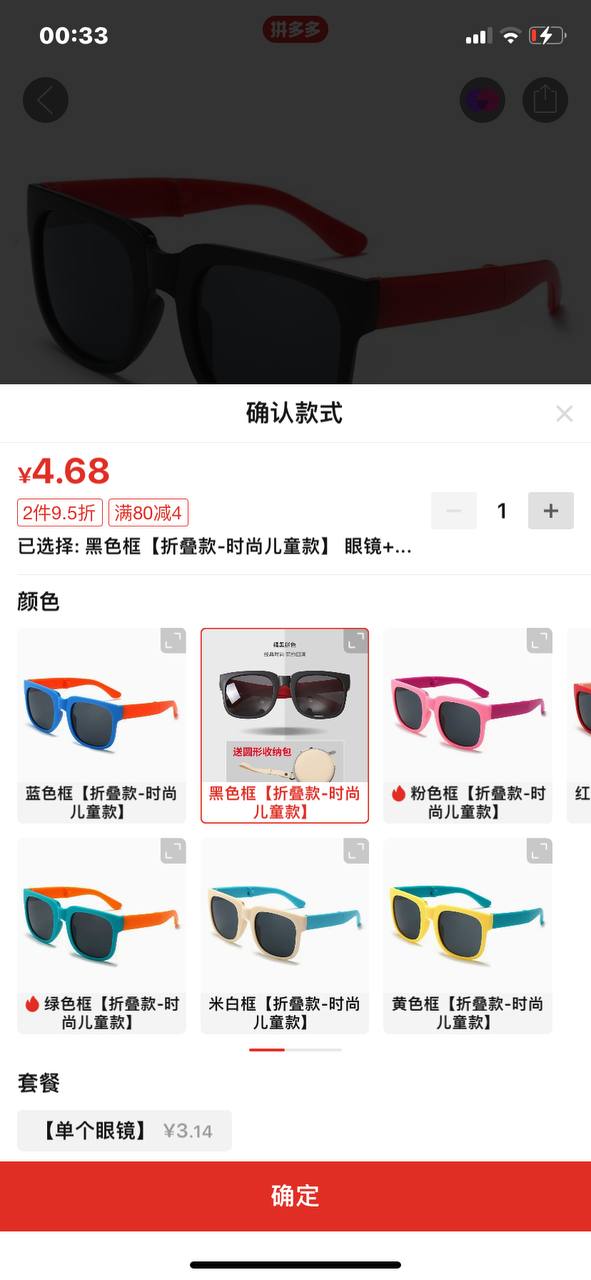 00:33
拼多多
确认款式
¥4.68
2件9.5折 满80减4
1
已选择: 黑色框【折叠款-时尚儿童款】 眼镜+...
颜色
送圆形收纳包
蓝色框【折叠款-时尚
儿童款】
黑色框【折叠款-时尚
儿童款】
粉色框【折叠款-时
尚儿童款】
红
绿色框【折叠款-时
尚儿童款】
米白框【折叠款-时尚
儿童款】
黄色框【折叠款-时尚
儿童款】
套餐
【单个眼镜】 ¥3.14
确定